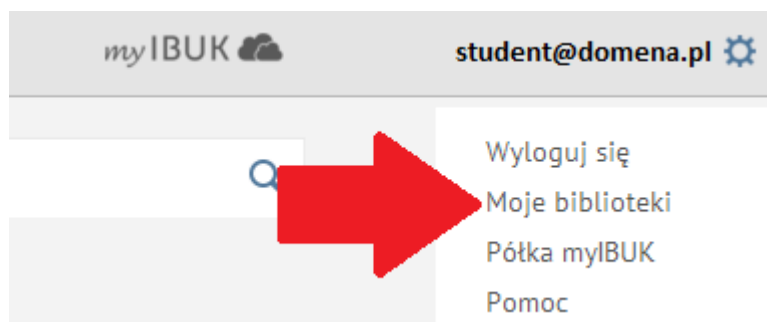 myIBUK
student@domena.pl
Wyloguj się
Moje biblioteki
Półka myIBUK
Pomoc